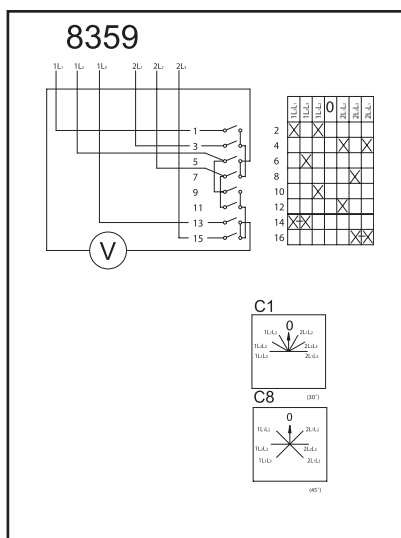 8359
1L₁ 1L₂ 1L₃ 2L₁ 2L₂ 2L₃
0
1 2
3 4
5 6
7 8
9 10
11 12
13 14
15 16
V
C1
0
1L₁L₂ 2L₁L₂
1L₂L₃ 2L₂L₃
1L₁L₃ 2L₁L₃
(30°)
C8
0
1L₁L₂ 2L₁L₂
1L₂L₃ 2L₂L₃
1L₁L₃ 2L₁L₃
(45°)